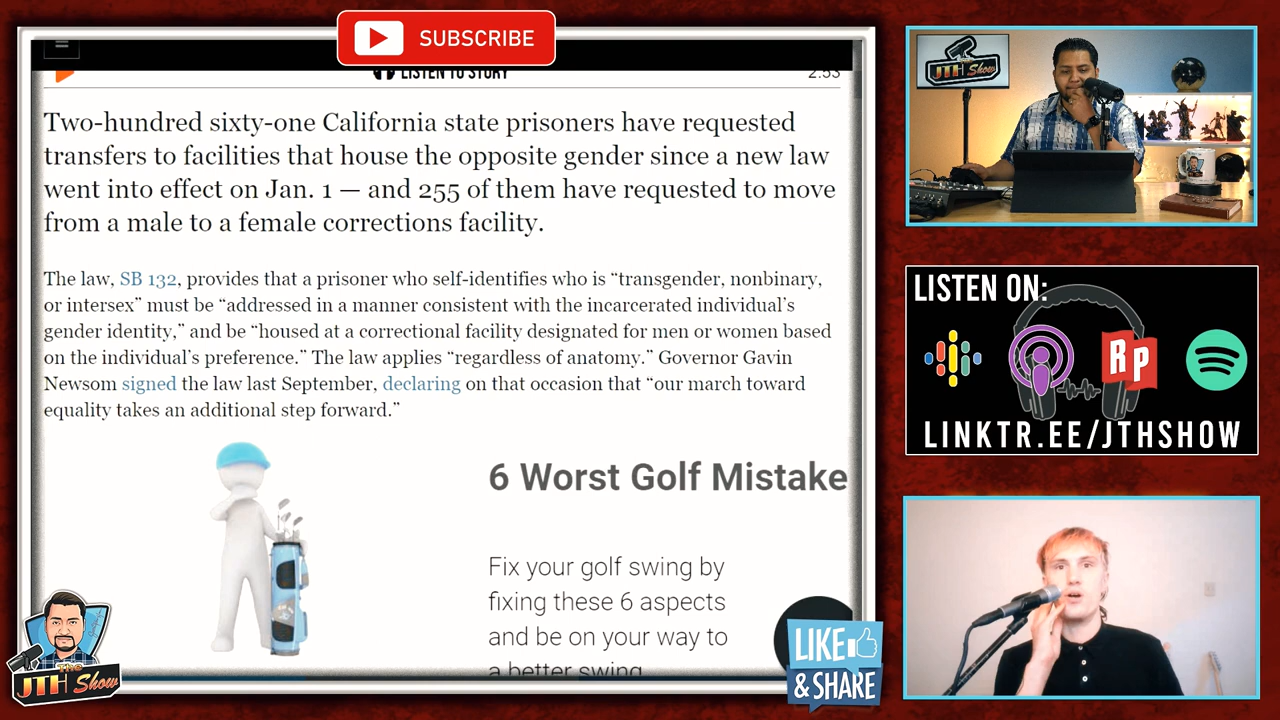 SUBSCRIBE
LISTEN TO STORY
2:53
Two-hundred sixty-one California state prisoners have requested
transfers to facilities that house the opposite gender since a new law
went into effect on Jan. 1 — and 255 of them have requested to move
from a male to a female corrections facility.
The law, SB 132, provides that a prisoner who self-identifies who is “transgender, nonbinary,
or intersex” must be “addressed in a manner consistent with the incarcerated individual’s
gender identity,” and be “housed at a correctional facility designated for men or women based
on the individual’s preference.” The law applies “regardless of anatomy.” Governor Gavin
Newsom signed the law last September, declaring on that occasion that “our march toward
equality takes an additional step forward.”
6 Worst Golf Mistake
Fix your golf swing by
fixing these 6 aspects
and be on your way to
a better swing
The
JTH Show
LIKE
& SHARE
JTH Show
LISTEN ON:
RP
LINKTR.EE/JTHSHOW